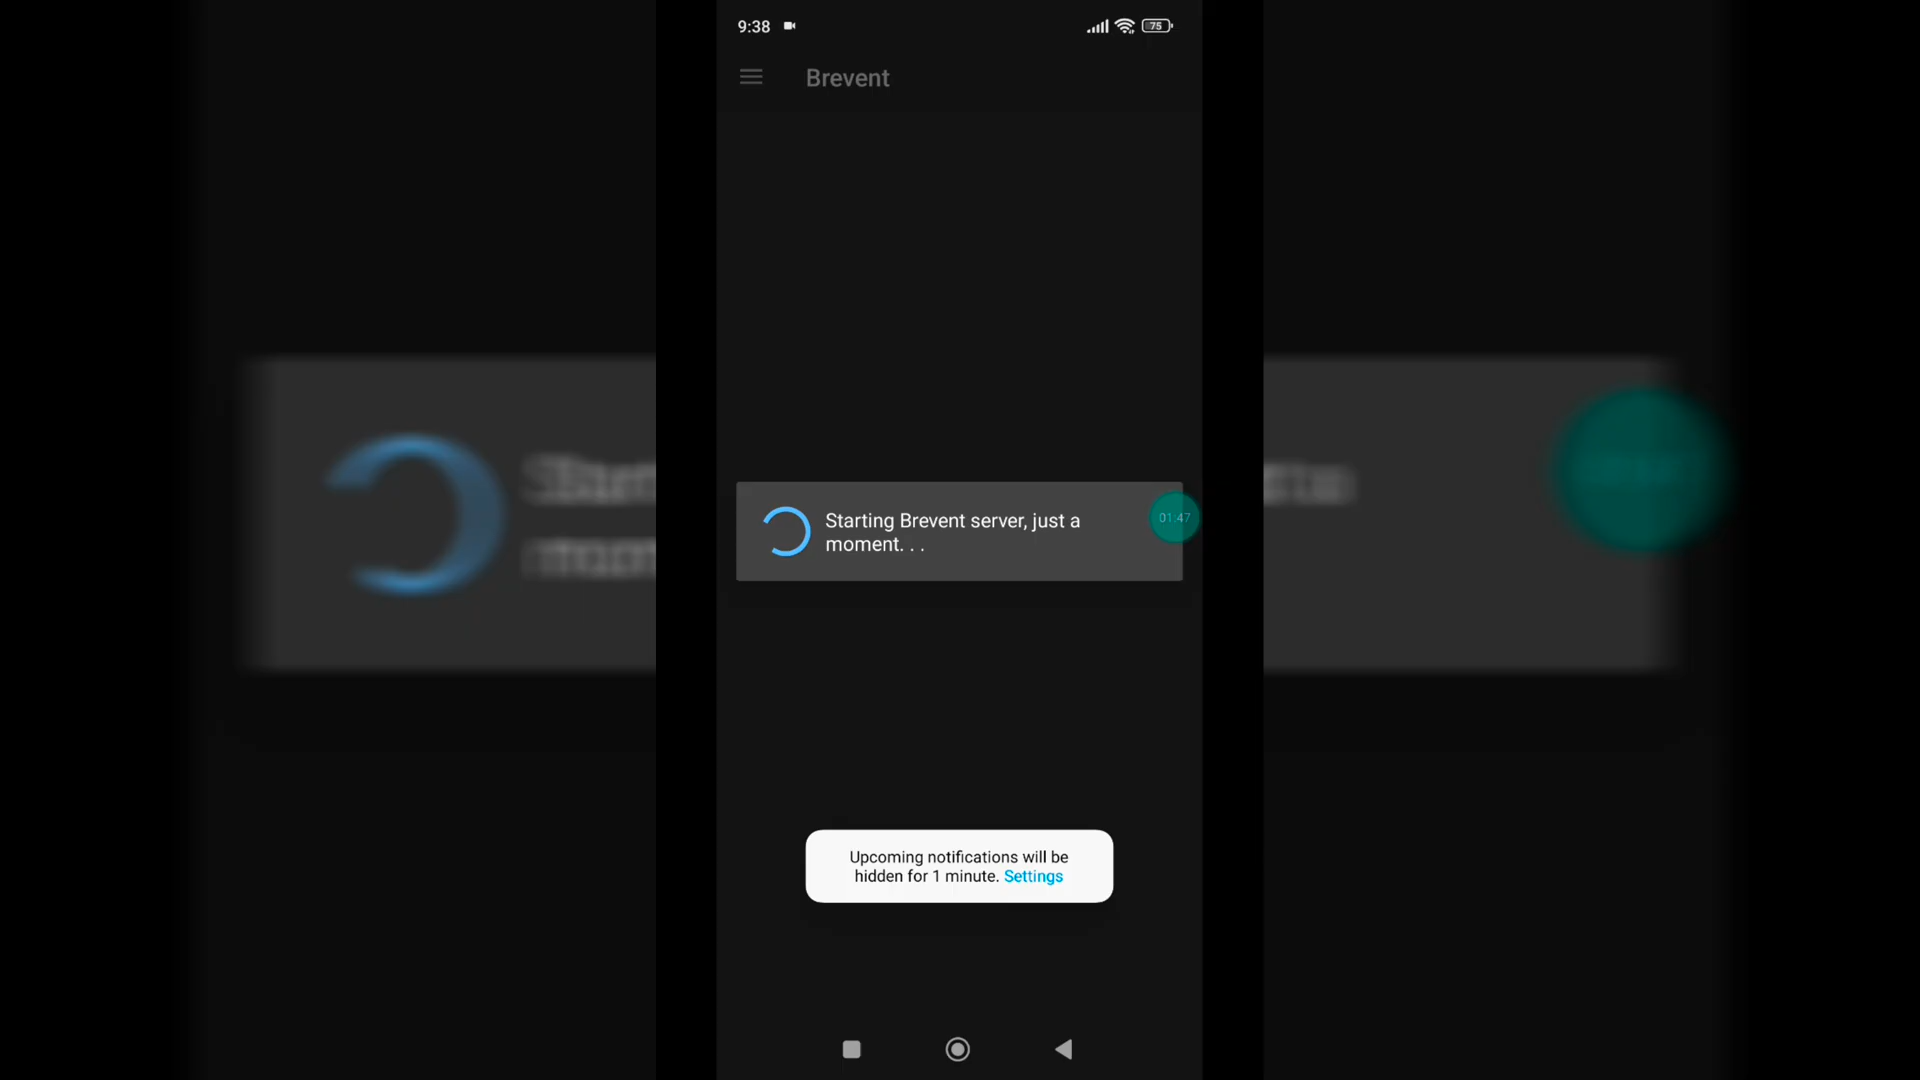 9:38
75
Brevent
Starting Brevent server, just a
moment. . .
01:47
Upcoming notifications will be
hidden for 1 minute. Settings